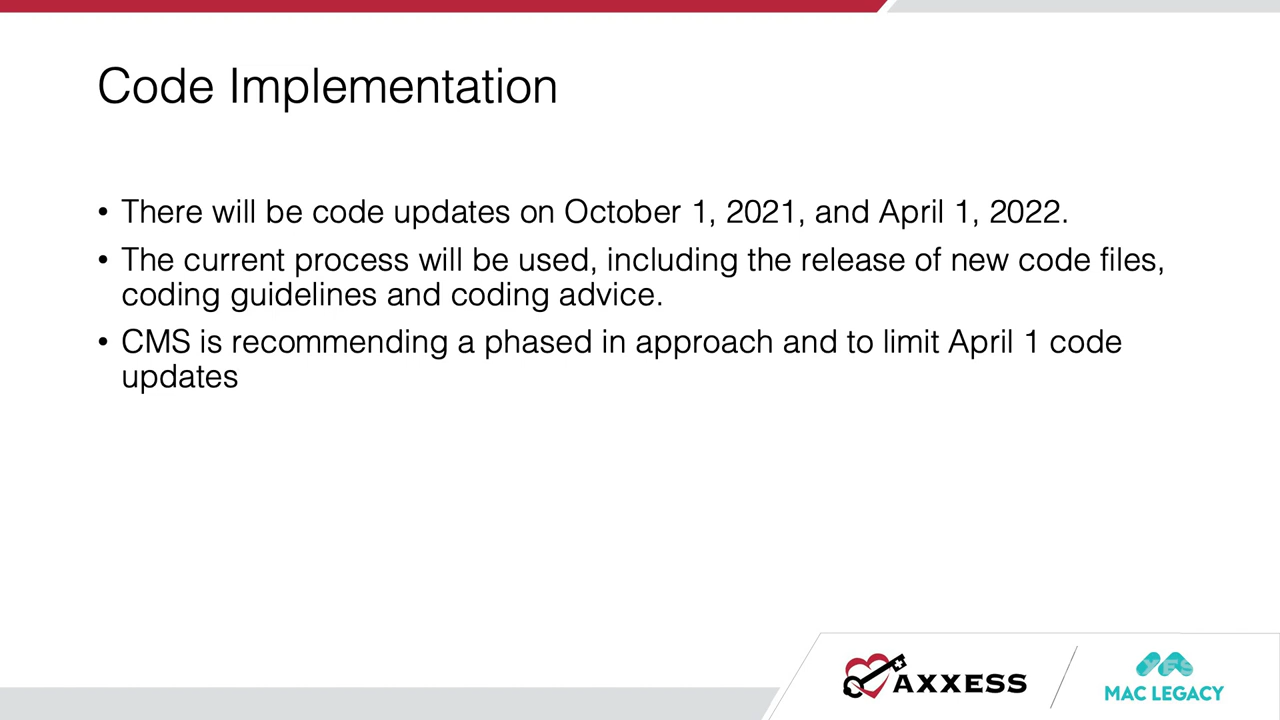 Code Implementation
• There will be code updates on October 1, 2021, and April 1, 2022.
• The current process will be used, including the release of new code files,
coding guidelines and coding advice.
• CMS is recommending a phased in approach and to limit April 1 code
updates
AXXESS
MAC LEGACY